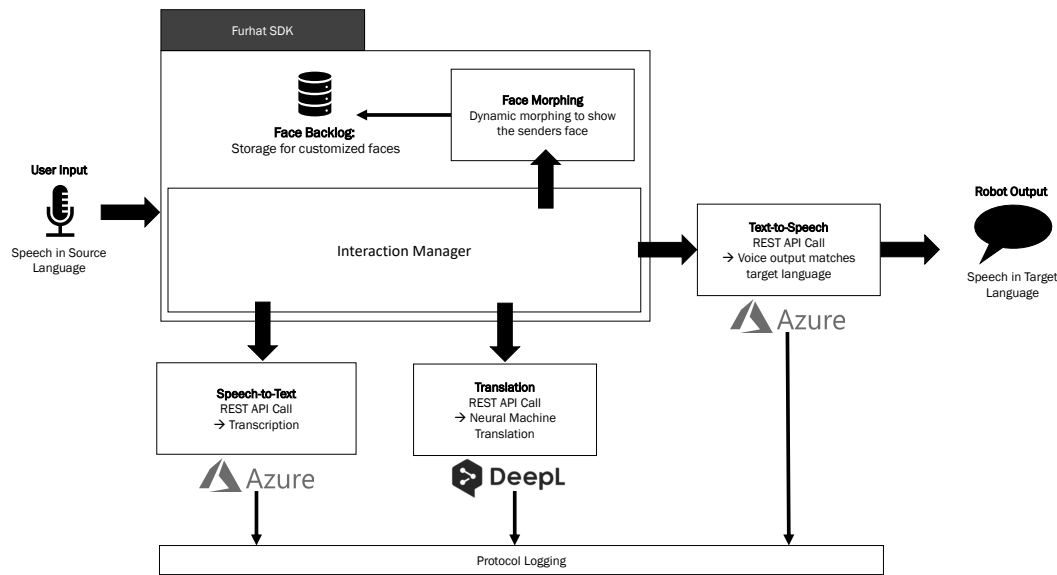 Furhat SDK
Face Backlog:
Storage for customized faces
Face Morphing
Dynamic morphing to show
the senders face
User Input
Speech in Source
Language
Interaction Manager
Text-to-Speech
REST API Call
→ Voice output matches
target language
Azure
Robot Output
Speech in Target
Language
Speech-to-Text
REST API Call
→ Transcription
Azure
Translation
REST API Call
→ Neural Machine
Translation
DeepL
Protocol Logging